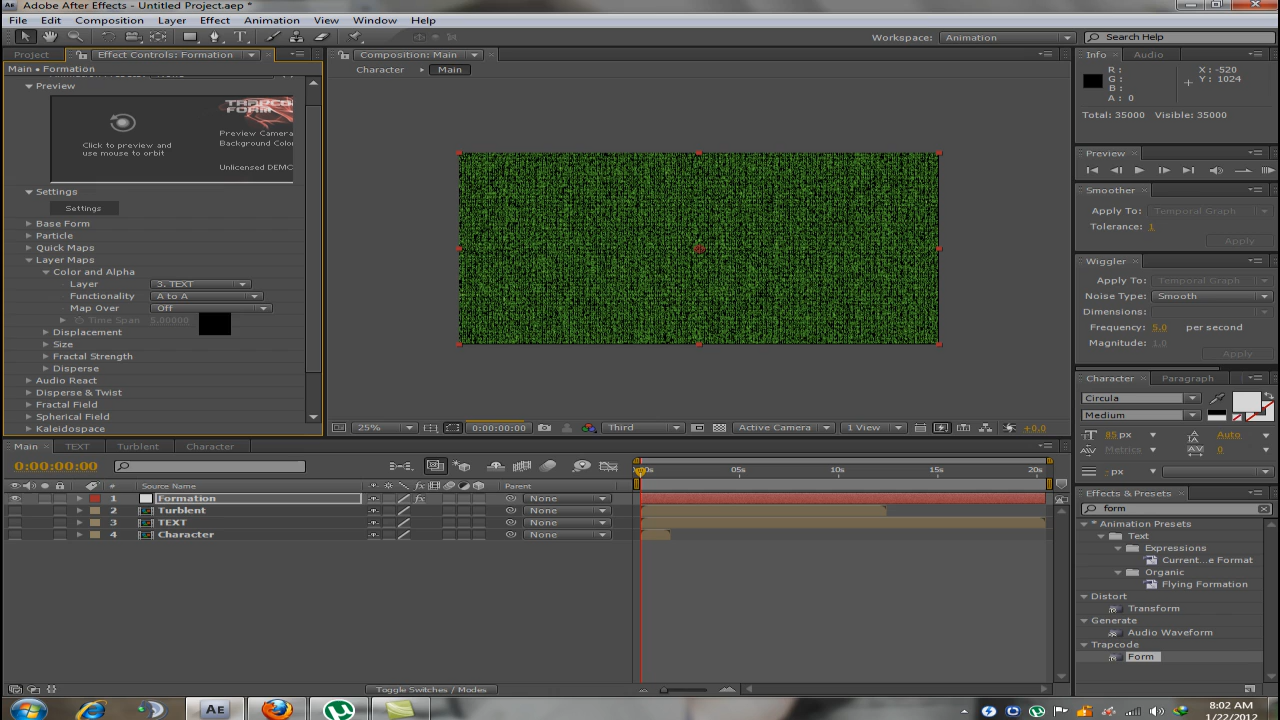 Adobe After Effects - Untitled Project.aep *
File Edit Composition Layer Effect Animation View Window Help
Workspace: Animation Search Help
Project Effect Controls: Formation
Main • Formation
Preview
TRAPCO
FORM
Click to preview and
use mouse to orbit
Preview Camera
Background Colo
Unlicensed DEMO
Settings
Settings
Base Form
Particle
Quick Maps
Layer Maps
Color and Alpha
Layer 3. TEXT
Functionality A to A
Map Over Off
Time Span 5.00000
Displacement
Size
Fractal Strength
Disperse
Audio React
Disperse & Twist
Fractal Field
Spherical Field
Kaleidospace
Composition: Main
Character Main
25% 0:00:00:00 Third Active Camera 1 View +0.0
Info Audio
R :
G :
B :
A : 0
X : -520
Y : 1024
Total: 35000 Visible: 35000
Preview
Smoother
Apply To: Temporal Graph
Tolerance: 1
Apply
Wiggler
Apply To: Temporal Graph
Noise Type: Smooth
Dimensions:
Frequency: 5.0 per second
Magnitude: 1.0
Apply
Character Paragraph
Circula
Medium
85 px Auto
Metrics 0
- px
Effects & Presets
form
* Animation Presets
Text
Expressions
Current...e Format
Organic
Flying Formation
Distort
Transform
Generate
Audio Waveform
Trapcode
Form
Main TEXT Turblent Character
0:00:00:00
# Source Name Parent
05s 10s 15s 20s
1 Formation fx None
2 Turblent None
3 TEXT None
4 Character None
Toggle Switches / Modes
AE
8:02 AM
1/22/2012